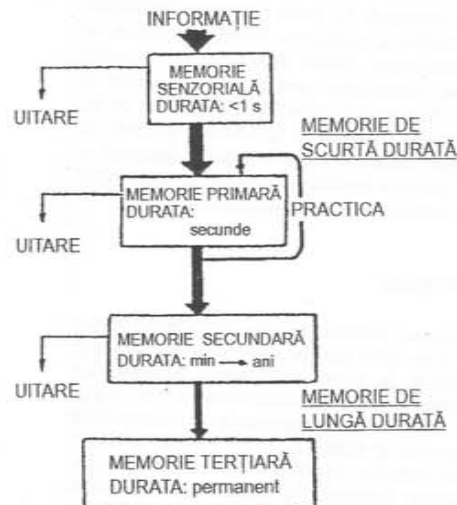 INFORMAȚIE
MEMORIE
SENZORIALĂ
DURATA: <1 s
UITARE
MEMORIE DE
SCURTĂ DURATĂ
MEMORIE PRIMARĂ
DURATA:
secunde
PRACTICA
UITARE
MEMORIE SECUNDARĂ
DURATA: min → ani
UITARE
MEMORIE DE
LUNGĂ DURATĂ
MEMORIE TERȚIARĂ
DURATA: permanent